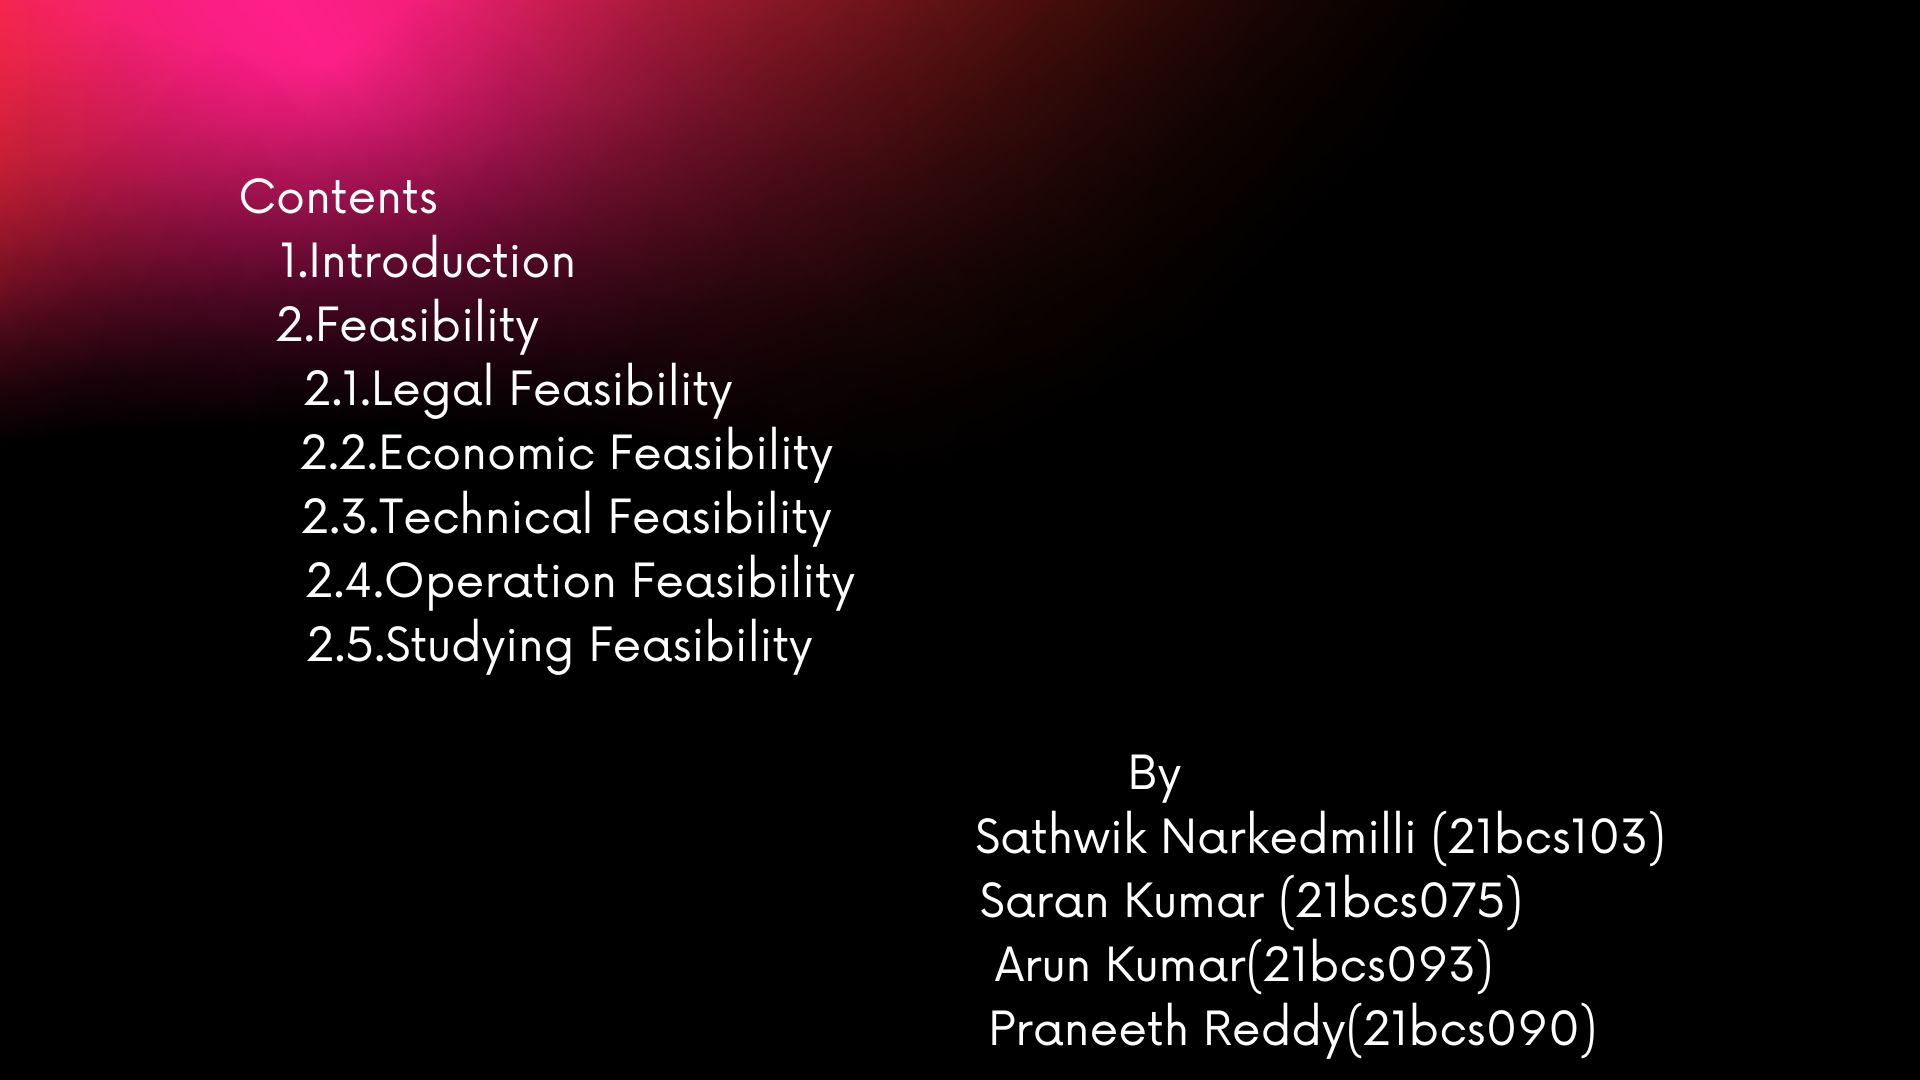 Contents
1.Introduction
2.Feasibility
2.1.Legal Feasibility
2.2.Economic Feasibility
2.3.Technical Feasibility
2.4.Operation Feasibility
2.5.Studying Feasibility
By
Sathwik Narkedmilli (21bcs103)
Saran Kumar (21bcs075)
Arun Kumar(21bcs093)
Praneeth Reddy(21bcs090)